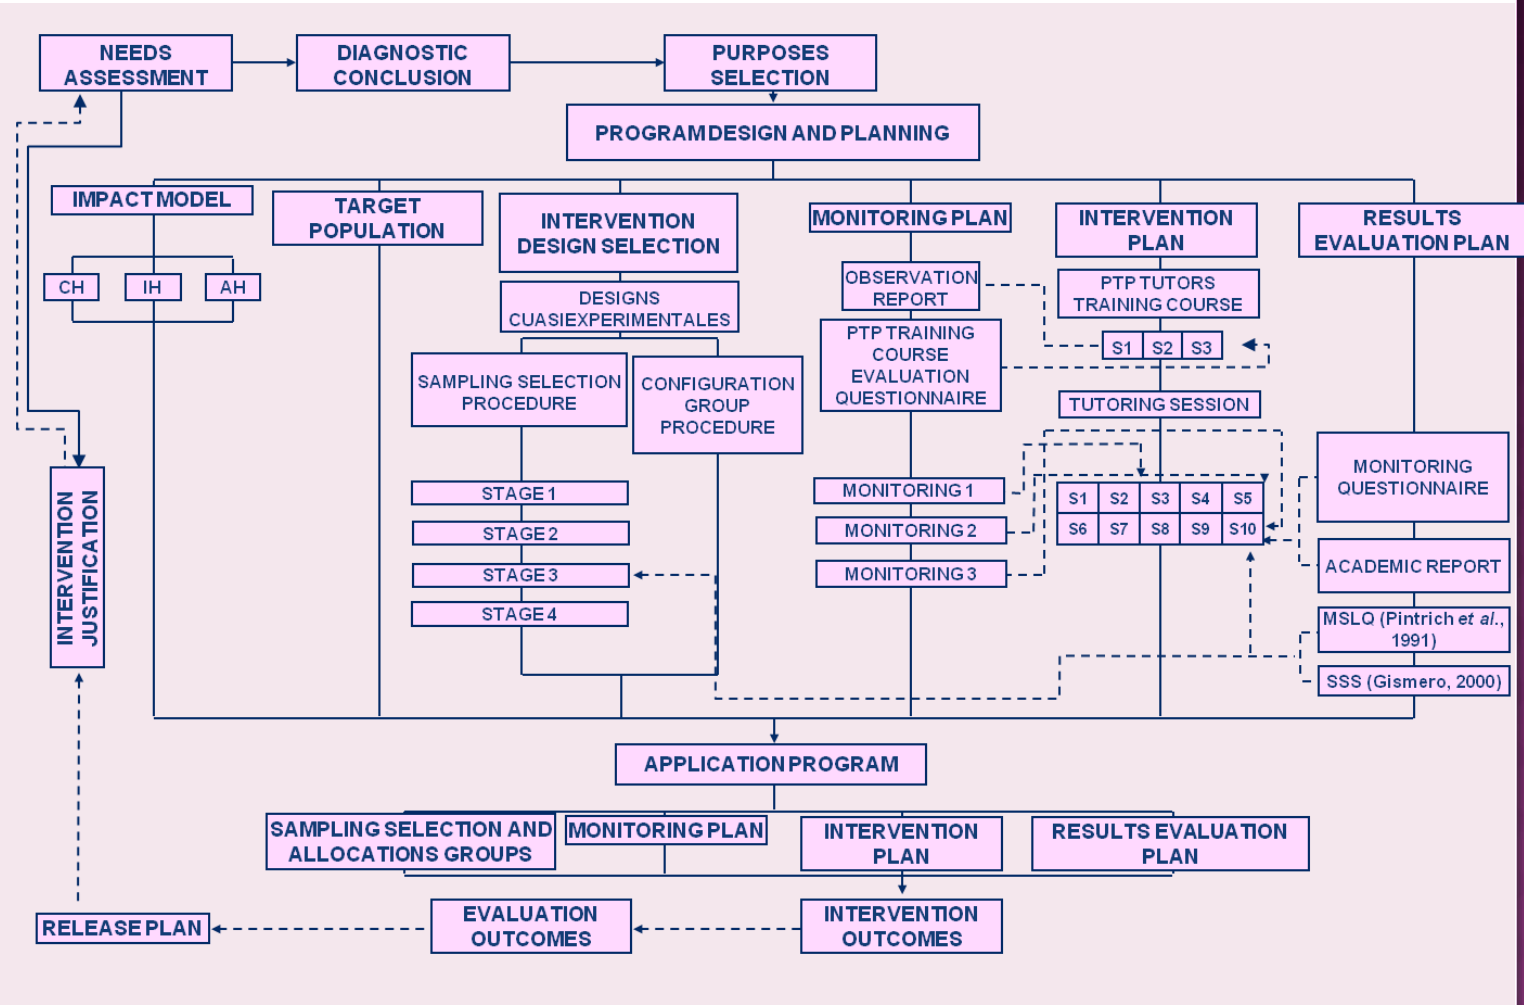 NEEDS
ASSESSMENT
DIAGNOSTIC
CONCLUSION
PURPOSES
SELECTION
PROGRAM DESIGN AND PLANNING
IMPACT MODEL
CH
IH
AH
TARGET
POPULATION
INTERVENTION
DESIGN SELECTION
DESIGNS
CUASIEXPERIMENTALES
SAMPLING SELECTION
PROCEDURE
CONFIGURATION
GROUP
PROCEDURE
STAGE 1
STAGE 2
STAGE 3
STAGE 4
MONITORING PLAN
OBSERVATION
REPORT
PTP TRAINING
COURSE
EVALUATION
QUESTIONNAIRE
MONITORING 1
MONITORING 2
MONITORING 3
INTERVENTION
PLAN
PTP TUTORS
TRAINING COURSE
S1 S2 S3
TUTORING SESSION
S1 S2 S3 S4 S5
S6 S7 S8 S9 S10
RESULTS
EVALUATION PLAN
MONITORING
QUESTIONNAIRE
ACADEMIC REPORT
MSLQ (Pintrich et al.,
1991)
SSS (Gismero, 2000)
INTERVENTION
JUSTIFICATION
APPLICATION PROGRAM
SAMPLING SELECTION AND
ALLOCATIONS GROUPS
MONITORING PLAN
INTERVENTION
PLAN
RESULTS EVALUATION
PLAN
RELEASE PLAN
EVALUATION
OUTCOMES
INTERVENTION
OUTCOMES